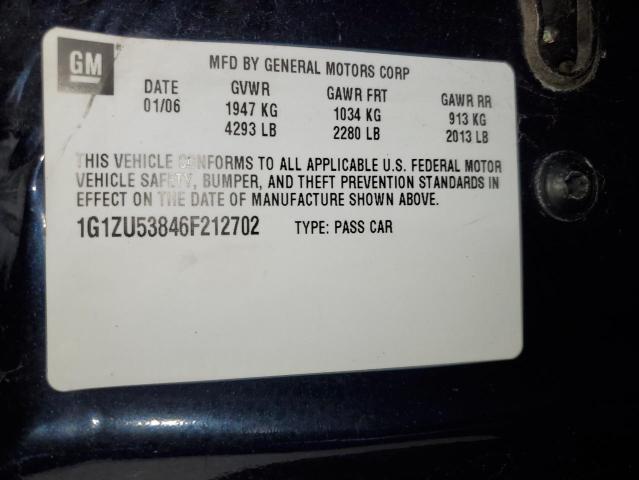 GM
MFD BY GENERAL MOTORS CORP
DATE GVWR GAWR FRT GAWR RR
01/06 1947 KG 1034 KG 913 KG
4293 LB 2280 LB 2013 LB
THIS VEHICLE CONFORMS TO ALL APPLICABLE U.S. FEDERAL MOTOR
VEHICLE SAFETY, BUMPER, AND THEFT PREVENTION STANDARDS IN
EFFECT ON THE DATE OF MANUFACTURE SHOWN ABOVE.
1G1ZU53846F212702 TYPE: PASS CAR